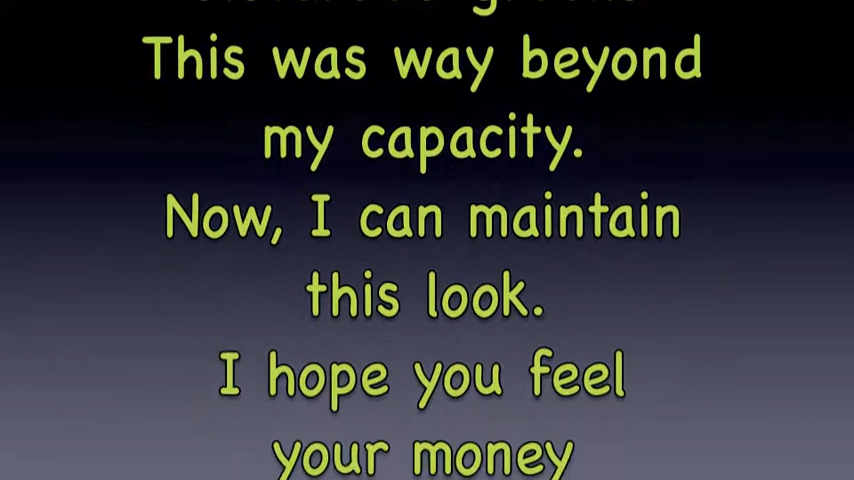 This was way beyond
my capacity.
Now, I can maintain
this look.
I hope you feel
your money